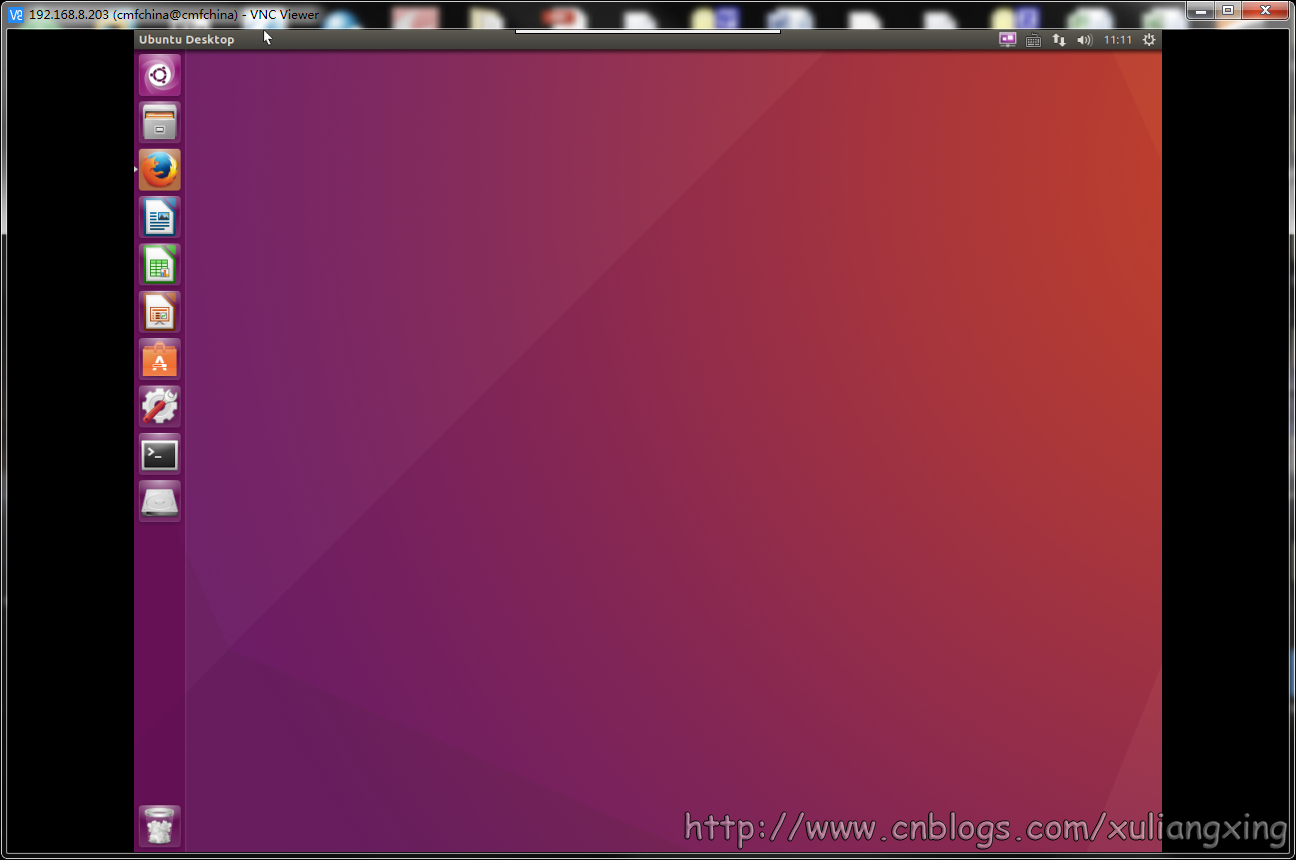 192.168.8.203 (cmfchina@cmfchina) - VNC Viewer
Ubuntu Desktop
11:11
http://www.cnblogs.com/xuliangxing